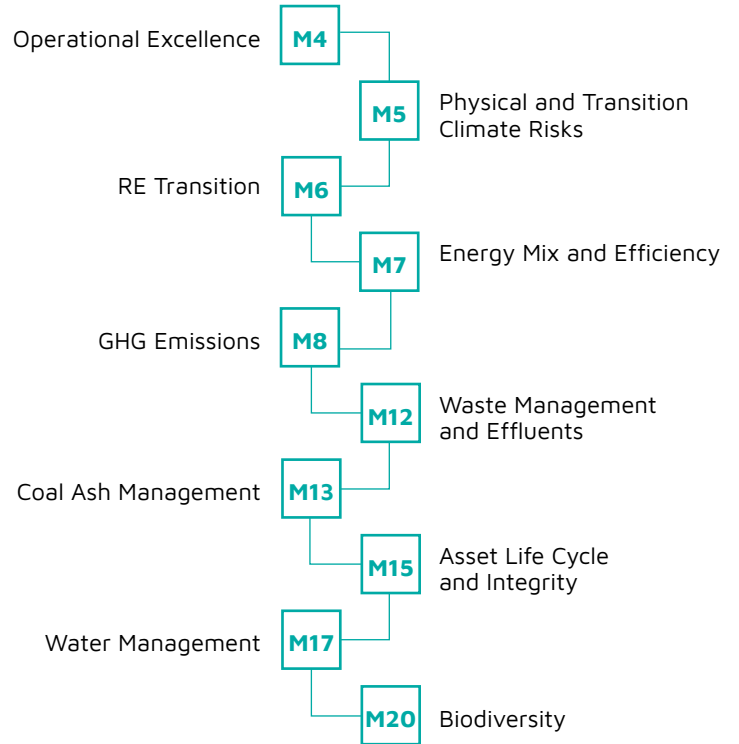 Operational Excellence
M4
M5
Physical and Transition
Climate Risks
RE Transition
M6
M7
Energy Mix and Efficiency
GHG Emissions
M8
M12
Waste Management
and Effluents
Coal Ash Management
M13
M15
Asset Life Cycle
and Integrity
Water Management
M17
M20
Biodiversity